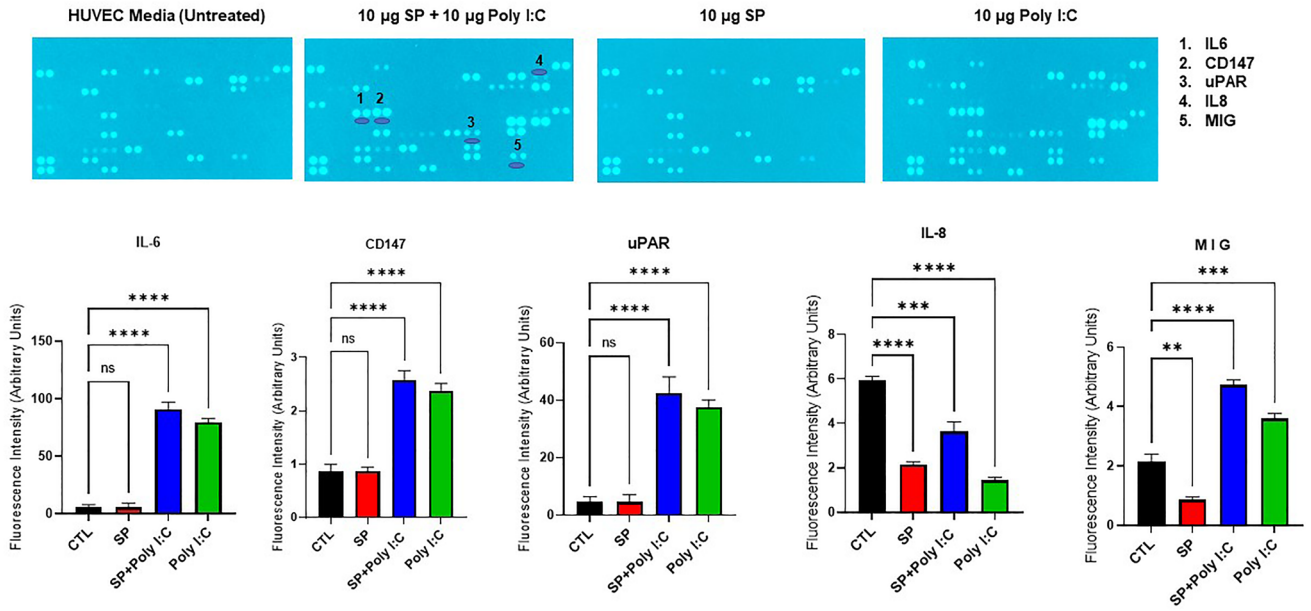 HUVEC Media (Untreated)
10 µg SP + 10 µg Poly I:C
10 µg SP
10 µg Poly I:C
1
2
3
4
5
1. IL6
2. CD147
3 uPAR
4. IL8
5. MIG
IL-6
Fluorescence Intensity (Arbitrary Units)
150
100
50
0
ns
****
****
CTL
SP
SP+Poly I:C
Poly I:C
CD147
Fluorescence Intensity (Arbitrary Units)
3
2
1
0
ns
****
****
CTL
SP
SP+Poly I:C
Poly I:C
uPAR
Fluorescence Intensity (Arbitrary Units)
60
40
20
0
ns
****
****
CTL
SP
SP+Poly I:C
Poly I:C
IL-8
Fluorescence Intensity (Arbitrary Units)
8
6
4
2
0
****
***
****
CTL
SP
SP+Poly I:C
Poly I:C
M I G
Fluorescence Intensity (Arbitrary Units)
6
4
2
0
**
****
***
CTL
SP
SP+Poly I:C
Poly I:C